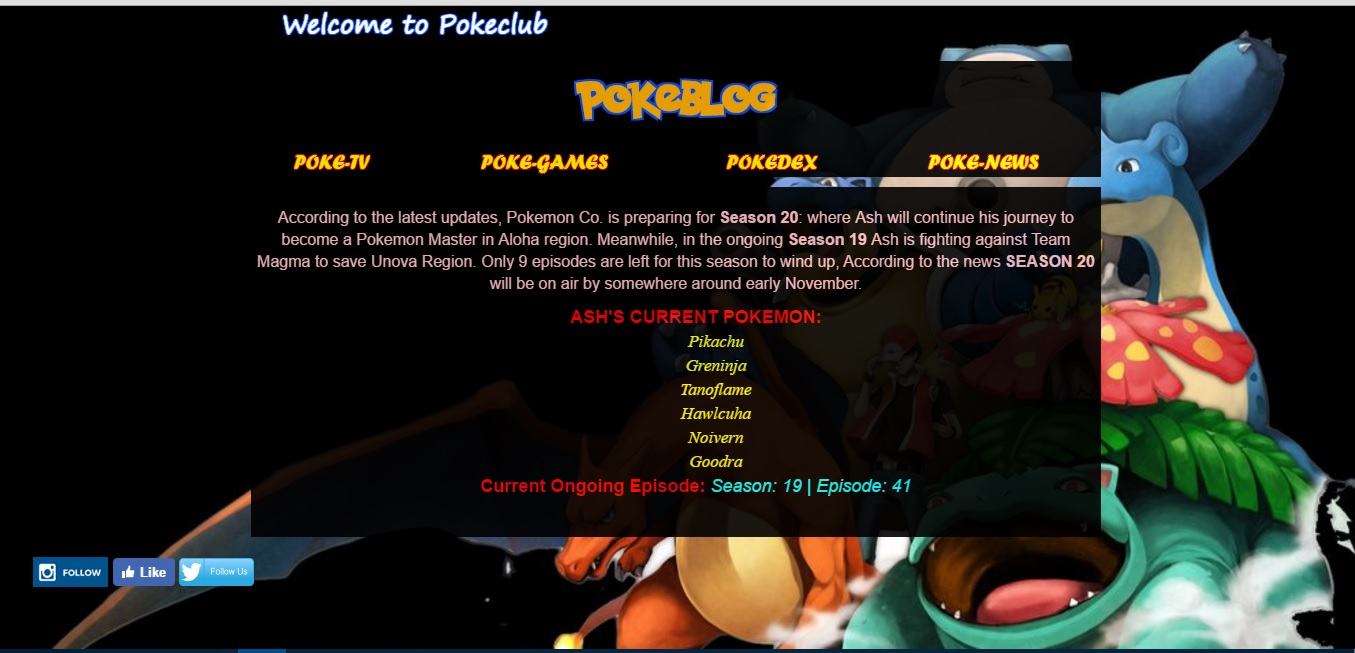 Welcome to Pokeclub
POKeBLOG
POKE-TV POKE-GAMES POKEDEX POKE-NEWS
According to the latest updates, Pokemon Co. is preparing for Season 20: where Ash will continue his journey to
become a Pokemon Master in Aloha region. Meanwhile, in the ongoing Season 19 Ash is fighting against Team
Magma to save Unova Region. Only 9 episodes are left for this season to wind up, According to the news SEASON 20
will be on air by somewhere around early November.
ASH'S CURRENT POKEMON:
Pikachu
Greninja
Tanoflame
Hawlcuha
Noivern
Goodra
Current Ongoing Episode: Season: 19 | Episode: 41
FOLLOW Like Follow Us